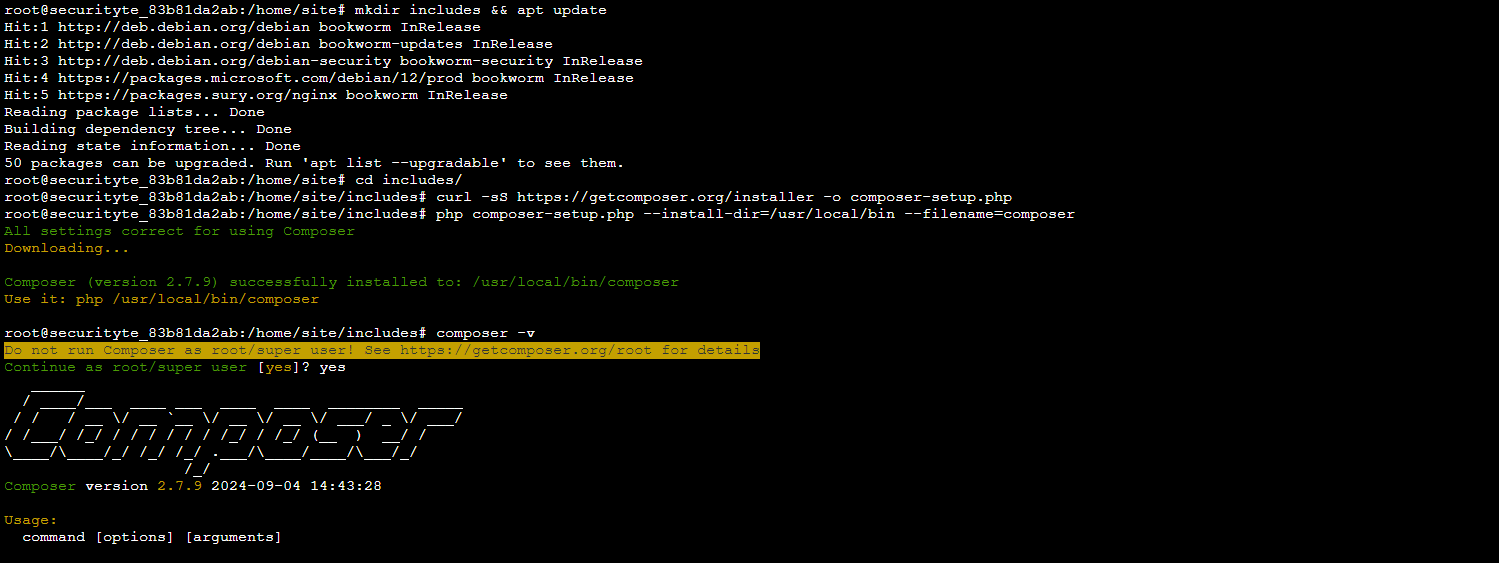 root@securityte_83b81da2ab:/home/site# mkdir includes && apt update
Hit:1 http://deb.debian.org/debian bookworm InRelease
Hit:2 http://deb.debian.org/debian bookworm-updates InRelease
Hit:3 http://deb.debian.org/debian-security bookworm-security InRelease
Hit:4 https://packages.microsoft.com/debian/12/prod bookworm InRelease
Hit:5 https://packages.sury.org/nginx bookworm InRelease
Reading package lists... Done
Building dependency tree... Done
Reading state information... Done
50 packages can be upgraded. Run 'apt list --upgradable' to see them.
root@securityte_83b81da2ab:/home/site# cd includes/
root@securityte_83b81da2ab:/home/site/includes# curl -sS https://getcomposer.org/installer -o composer-setup.php
root@securityte_83b81da2ab:/home/site/includes# php composer-setup.php --install-dir=/usr/local/bin --filename=composer
All settings correct for using Composer
Downloading...
Composer (version 2.7.9) successfully installed to: /usr/local/bin/composer
Use it: php /usr/local/bin/composer
root@securityte_83b81da2ab:/home/site/includes# composer -v
Do not run Composer as root/super user! See https://getcomposer.org/root for details
Continue as root/super user [yes]? yes
Composer
Composer version 2.7.9 2024-09-04 14:43:28
Usage:
command [options] [arguments]